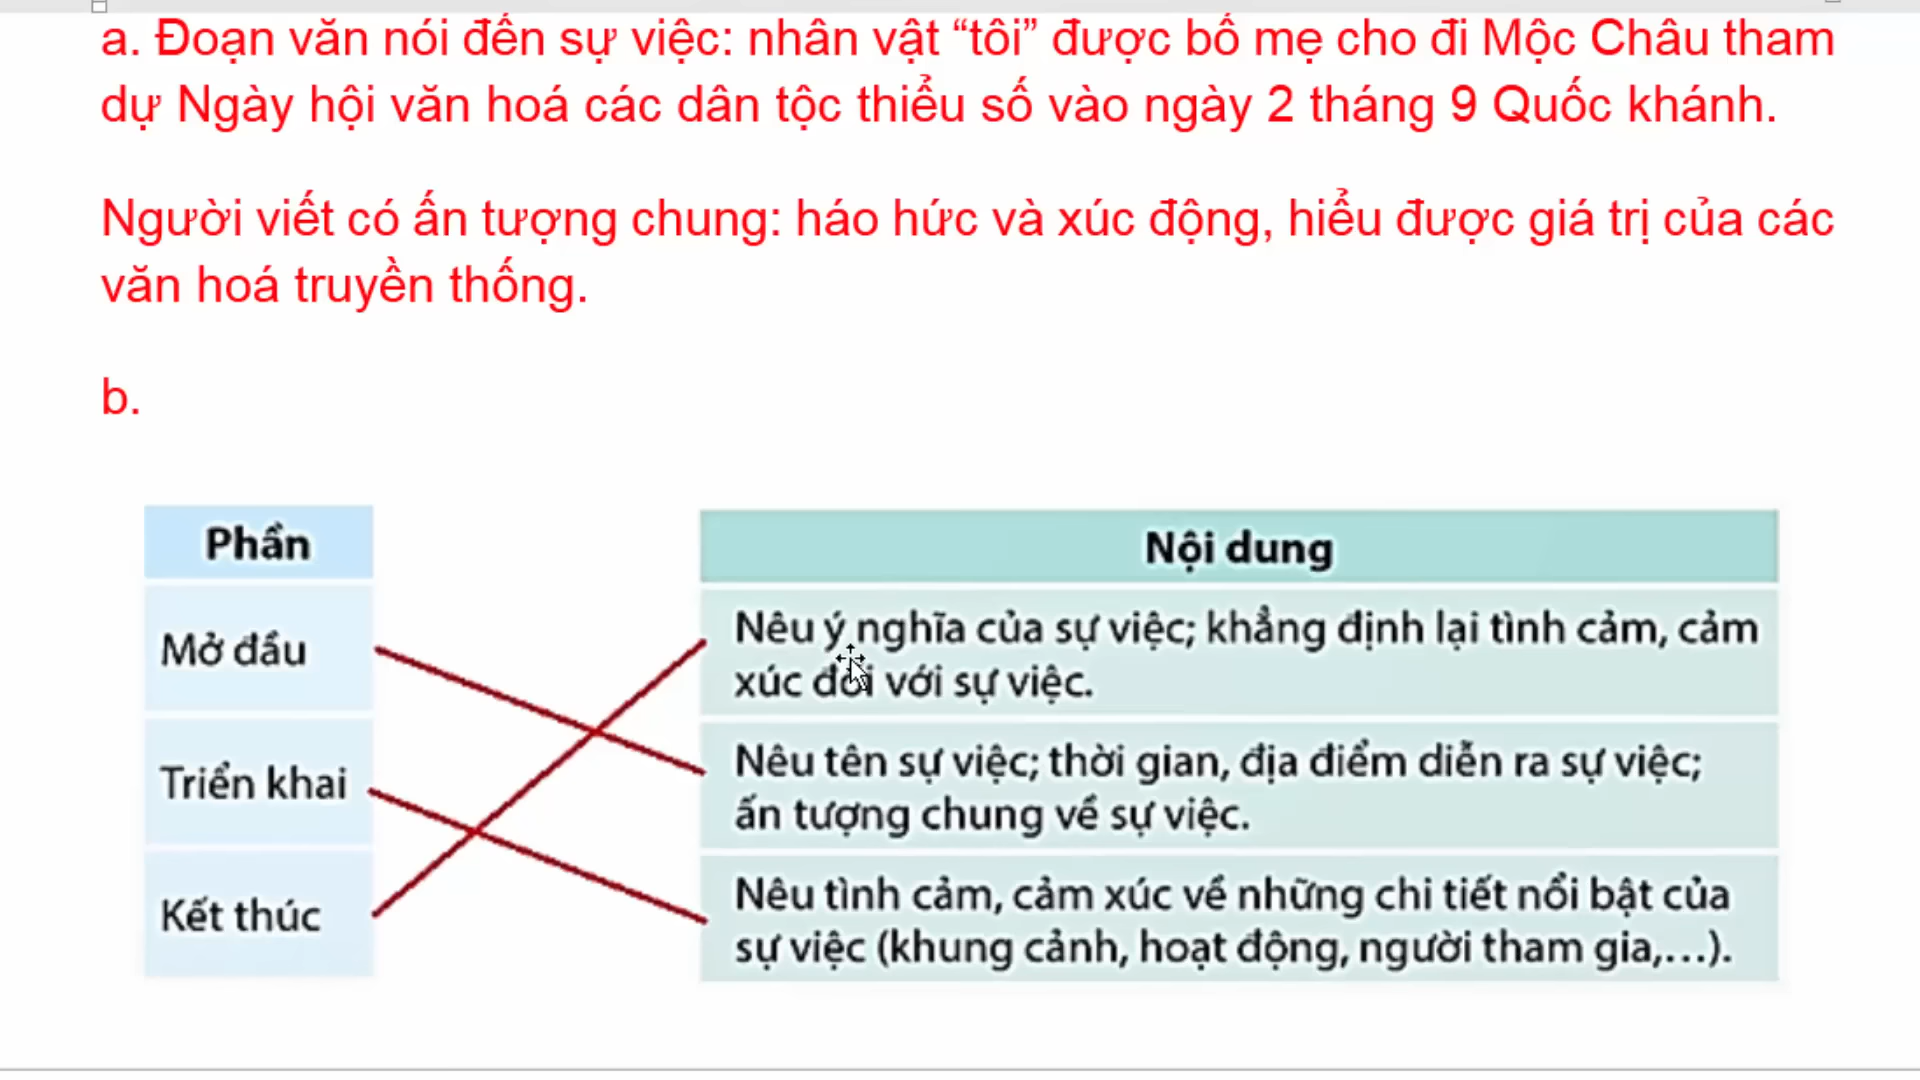 a. Đoạn văn nói đến sự việc: nhân vật “tôi” được bố mẹ cho đi Mộc Châu tham
dự Ngày hội văn hoá các dân tộc thiểu số vào ngày 2 tháng 9 Quốc khánh.
Người viết có ấn tượng chung: háo hức và xúc động, hiểu được giá trị của các
văn hoá truyền thống.
b.
Phần
Mở đầu
Triển khai
Kết thúc
Nội dung
Nêu ý nghĩa của sự việc; khẳng định lại tình cảm, cảm
xúc đối với sự việc.
Nêu tên sự việc; thời gian, địa điểm diễn ra sự việc;
ấn tượng chung về sự việc.
Nêu tình cảm, cảm xúc về những chi tiết nổi bật của
sự việc (khung cảnh, hoạt động, người tham gia,...).